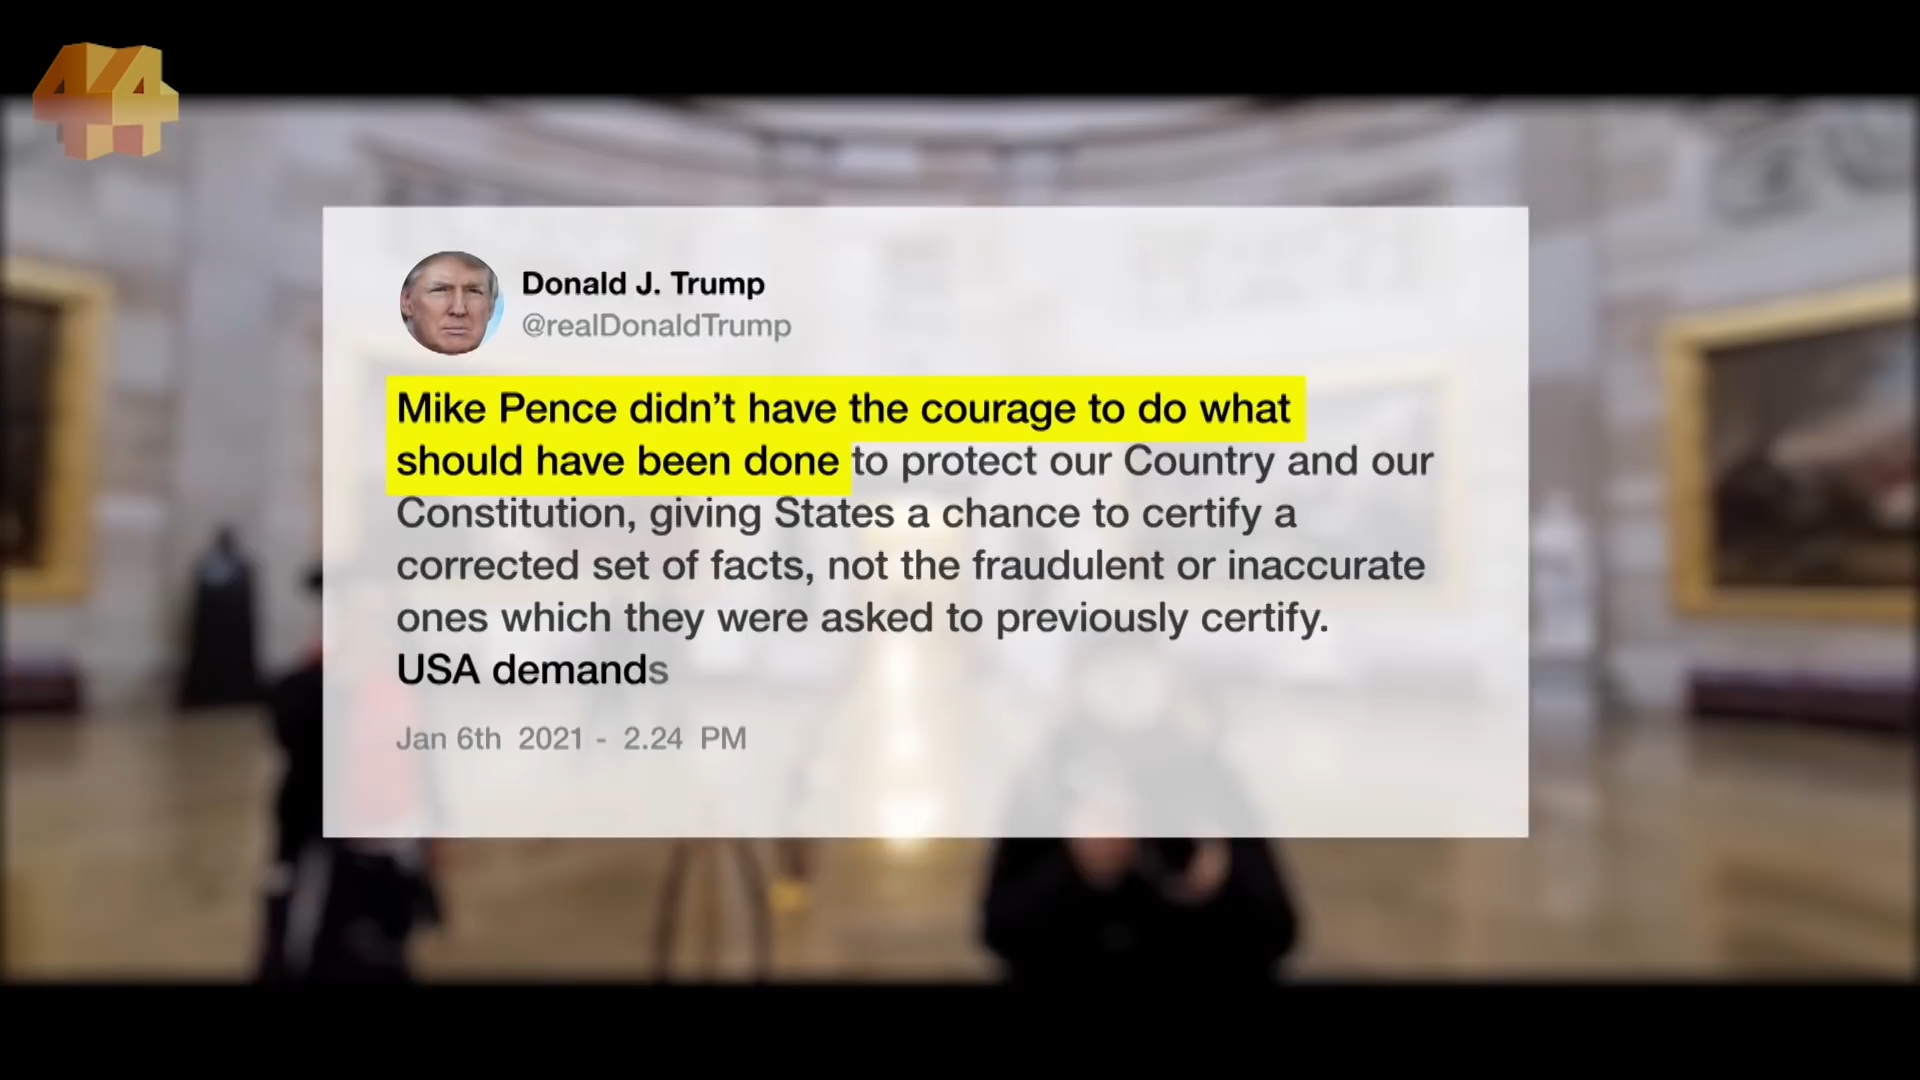 44
Donald J. Trump
@realDonaldTrump
Mike Pence didn’t have the courage to do what
should have been done to protect our Country and our
Constitution, giving States a chance to certify a
corrected set of facts, not the fraudulent or inaccurate
ones which they were asked to previously certify.
USA demands
Jan 6th 2021 - 2.24 PM